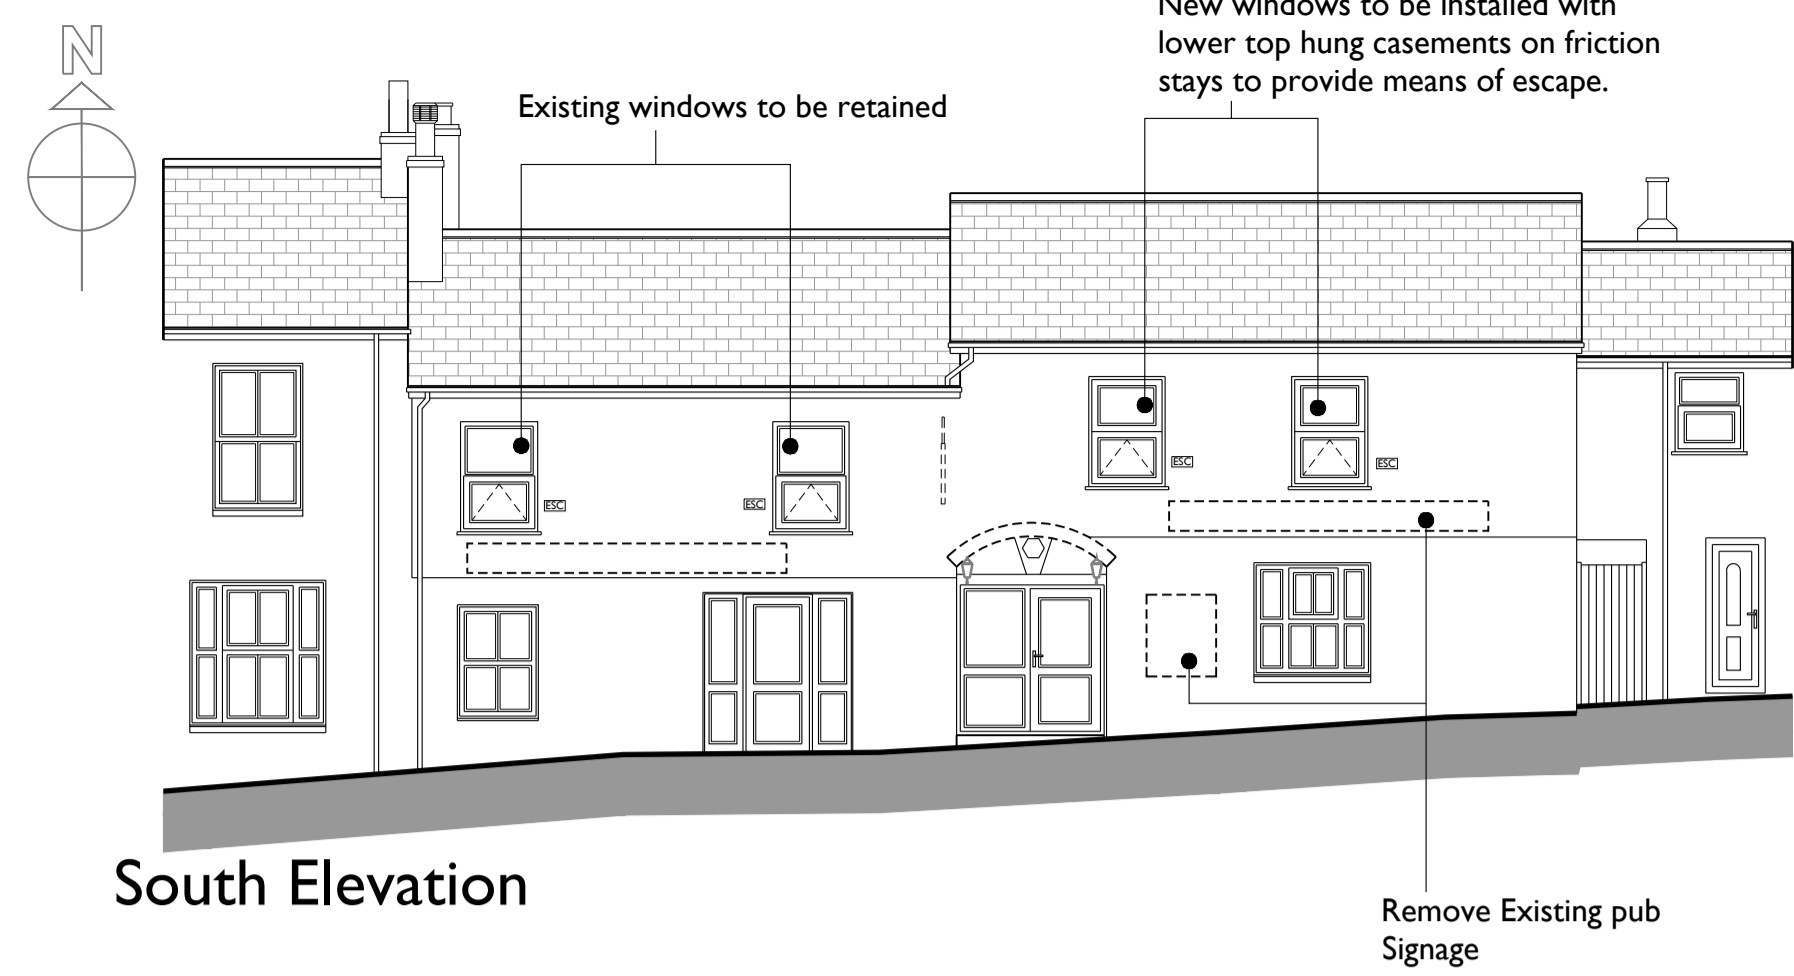 N
New windows to be installed with
lower top hung casements on friction
stays to provide means of escape.
Existing windows to be retained
ESC
ESC
ESC
ESC
South Elevation
Remove Existing pub
Signage